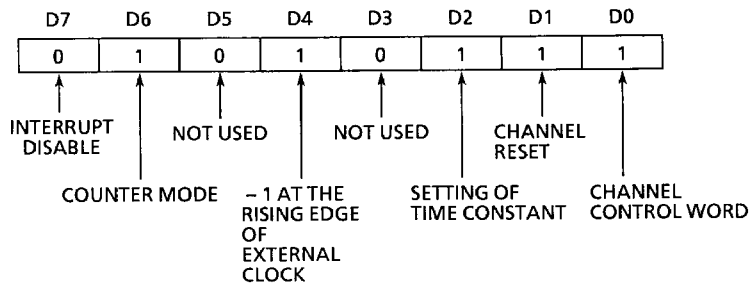 D7 D6 D5 D4 D3 D2 D1 D0
0 1 0 1 0 1 1 1
INTERRUPT
DISABLE
NOT USED
NOT USED
CHANNEL
RESET
COUNTER MODE
– 1 AT THE
RISING EDGE
OF
EXTERNAL
CLOCK
SETTING OF
TIME CONSTANT
CHANNEL
CONTROL WORD